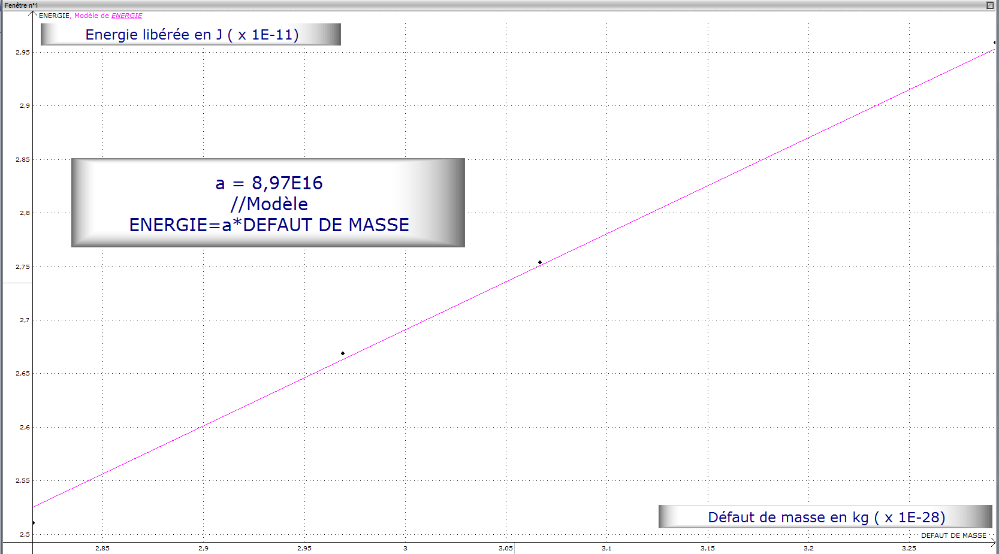 Fenêtre n°1
ENERGIE, Modèle de ENERGIE
Energie libérée en J ( x 1E-11)
2,95
2,9
2,85
a = 8,97E16
//Modèle
ENERGIE=a*DEFAUT DE MASSE
2,8
2,75
2,7
2,65
2,6
2,55
Défaut de masse en kg ( x 1E-28)
2,5
DEFAUT DE MASSE
2,85 2,9 2,95 3 3,05 3,1 3,15 3,2 3,25